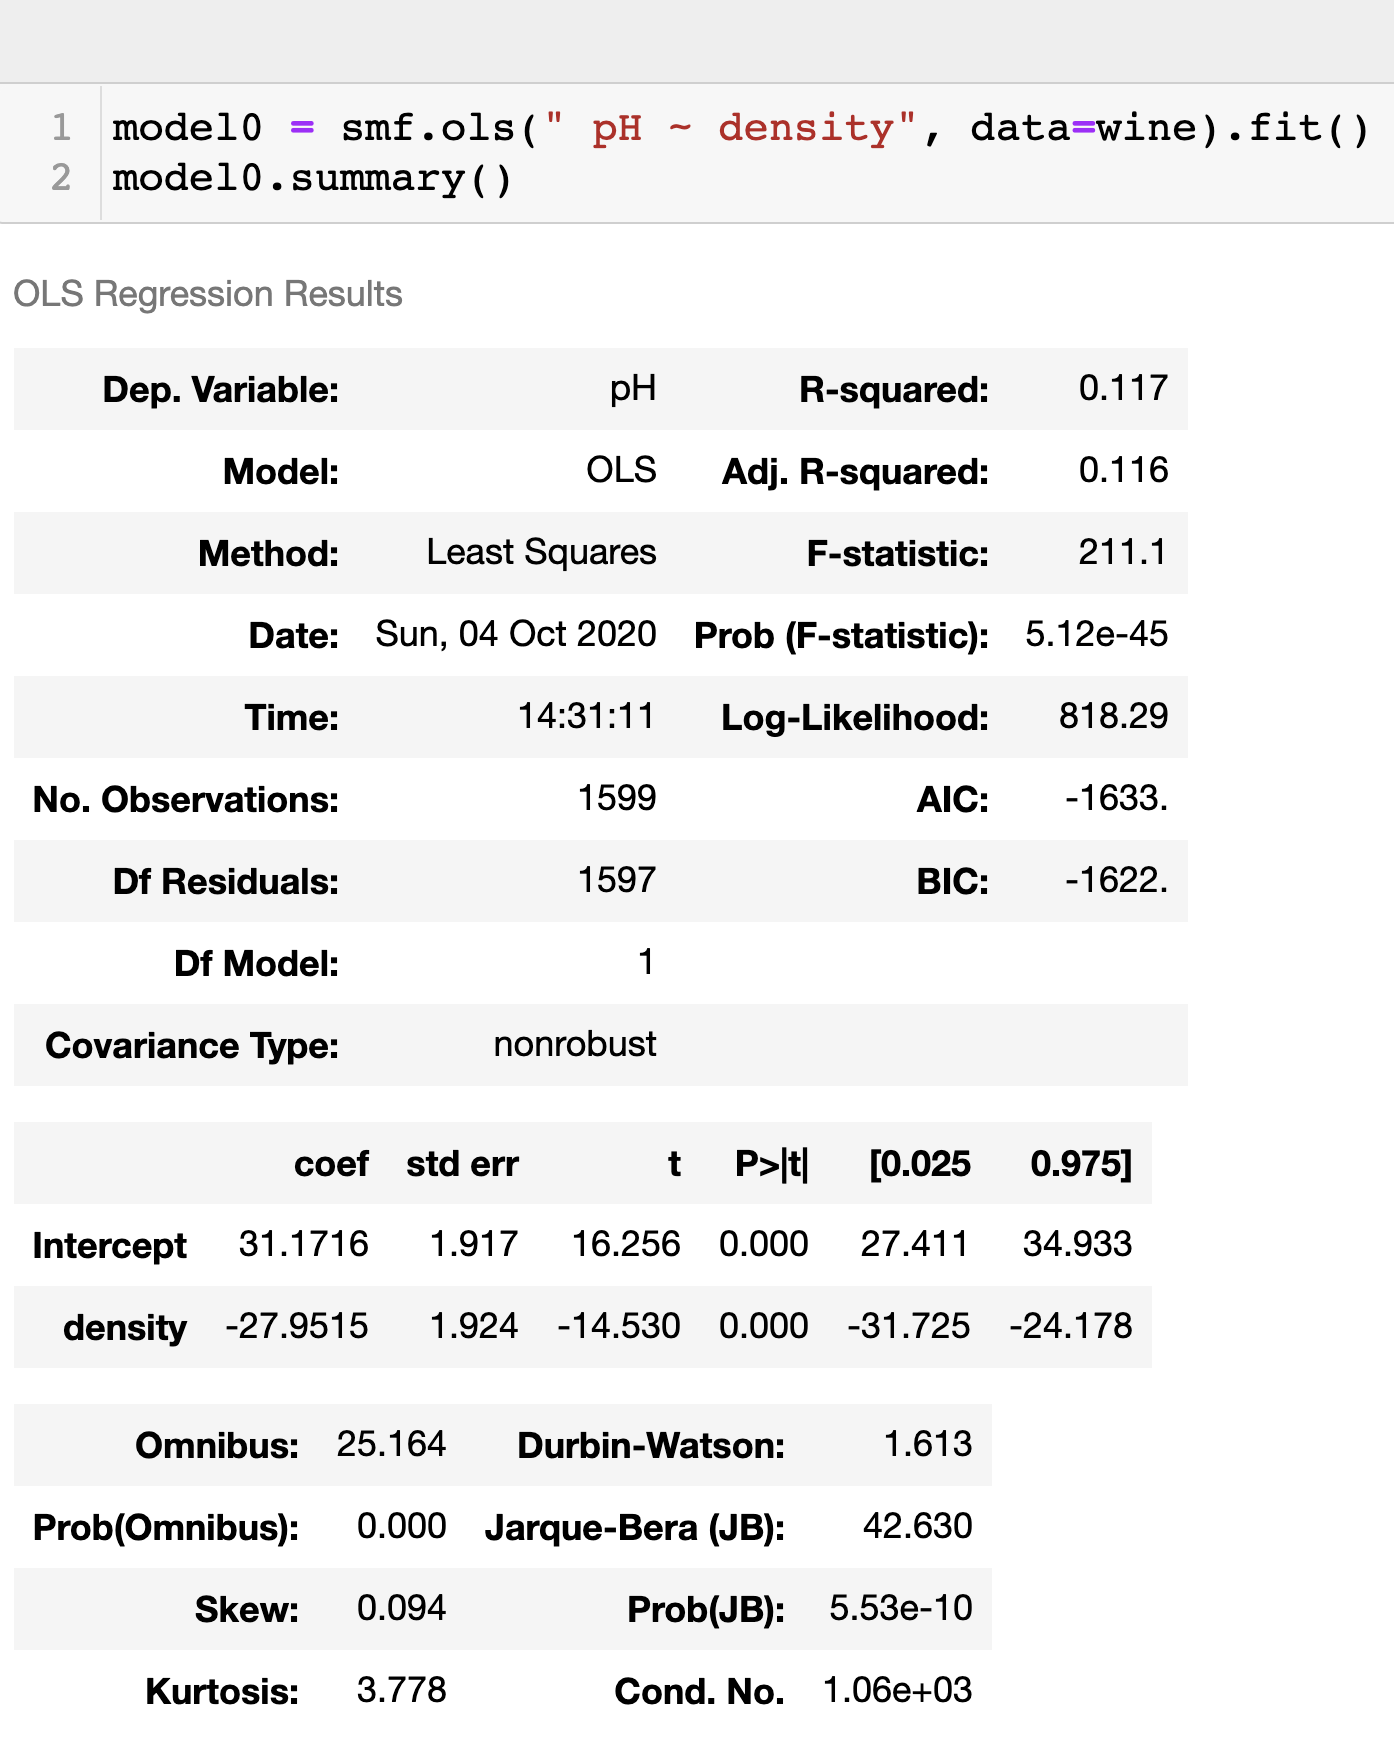 1 model0 = smf.ols(" pH ~ density", data=wine).fit()
2 model0.summary()
OLS Regression Results
Dep. Variable: pH R-squared: 0.117
Model: OLS Adj. R-squared: 0.116
Method: Least Squares F-statistic: 211.1
Date: Sun, 04 Oct 2020 Prob (F-statistic): 5.12e-45
Time: 14:31:11 Log-Likelihood: 818.29
No. Observations: 1599 AIC: -1633.
Df Residuals: 1597 BIC: -1622.
Df Model: 1
Covariance Type: nonrobust
coef std err t P>|t| [0.025 0.975]
Intercept 31.1716 1.917 16.256 0.000 27.411 34.933
density -27.9515 1.924 -14.530 0.000 -31.725 -24.178
Omnibus: 25.164 Durbin-Watson: 1.613
Prob(Omnibus): 0.000 Jarque-Bera (JB): 42.630
Skew: 0.094 Prob(JB): 5.53e-10
Kurtosis: 3.778 Cond. No. 1.06e+03